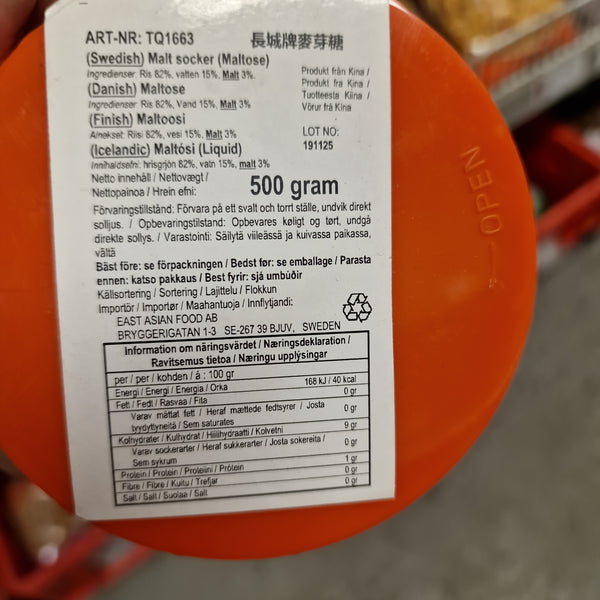 ART-NR: TQ1663 長城牌麥芽糖
(Swedish) Malt socker (Maltose)
Ingredienser: Ris 82%, vatten 15%, Malt 3%.
(Danish) Maltose
Ingredienser: Ris 82%, Vand 15%, Malt 3%.
(Finish) Maltoosi
Ainekset: Riisi 82%, vesi 15%, Malt 3%.
(Icelandic) Maltósi (Liquid)
Innihaldsefni: hrísgrjón 82%, vatn 15%, malt 3%
Produkt från Kina /
Produkt fra Kina /
Tuotteesta Kiina /
Vörur frá Kína
LOT NO:
191125
Netto innehåll / Nettovægt /
Nettopainoa / Hrein efni:
500 gram
Förvaringstillstånd: Förvara på ett svalt och torrt ställe, undvik direkt
solljus. / Opbevaringstilstand: Opbevares køligt og tørt, undgå
direkte sollys. / Varastointi: Säilytä viileässä ja kuivassa paikassa,
vältä
Bäst före: se förpackningen / Bedst før: se emballage / Parasta
ennen: katso pakkaus / Best fyrir: sjá umbúðir
Källsortering / Sortering / Lajittelu / Flokkun
Importör / Importør / Maahantuoja / Innflytjandi:
EAST ASIAN FOOD AB
BRYGGERIGATAN 1-3 SE-267 39 BJUV, SWEDEN
Information om näringsvärdet / Næringsdeklaration /
Ravitsemus tietoa / Næringu upplýsingar
per / per / kohden / á : 100 gr
Energi / Energi / Energia / Orka 168 kJ / 40 kcal
Fett / Fedt / Rasvaa / Fita 0 gr
Varav mättat fett / Heraf mættede fedtsyrer / Josta
tyydyttyneitä / Sem saturates 0 gr
Kolhydrater / Kulhydrat / Hiilihydraatti / Kolvetni 9 gr
Varav sockerarter / Heraf sukkerarter / Josta sokereita /
Sem sykrum 0 gr
Protein / Protein / Proteiini / Prótein 1 gr
Fibre / Fibre / Kuitu / Trefjar 0 gr
Salt / Salt / Suolaa / Salt 0 gr
OPEN